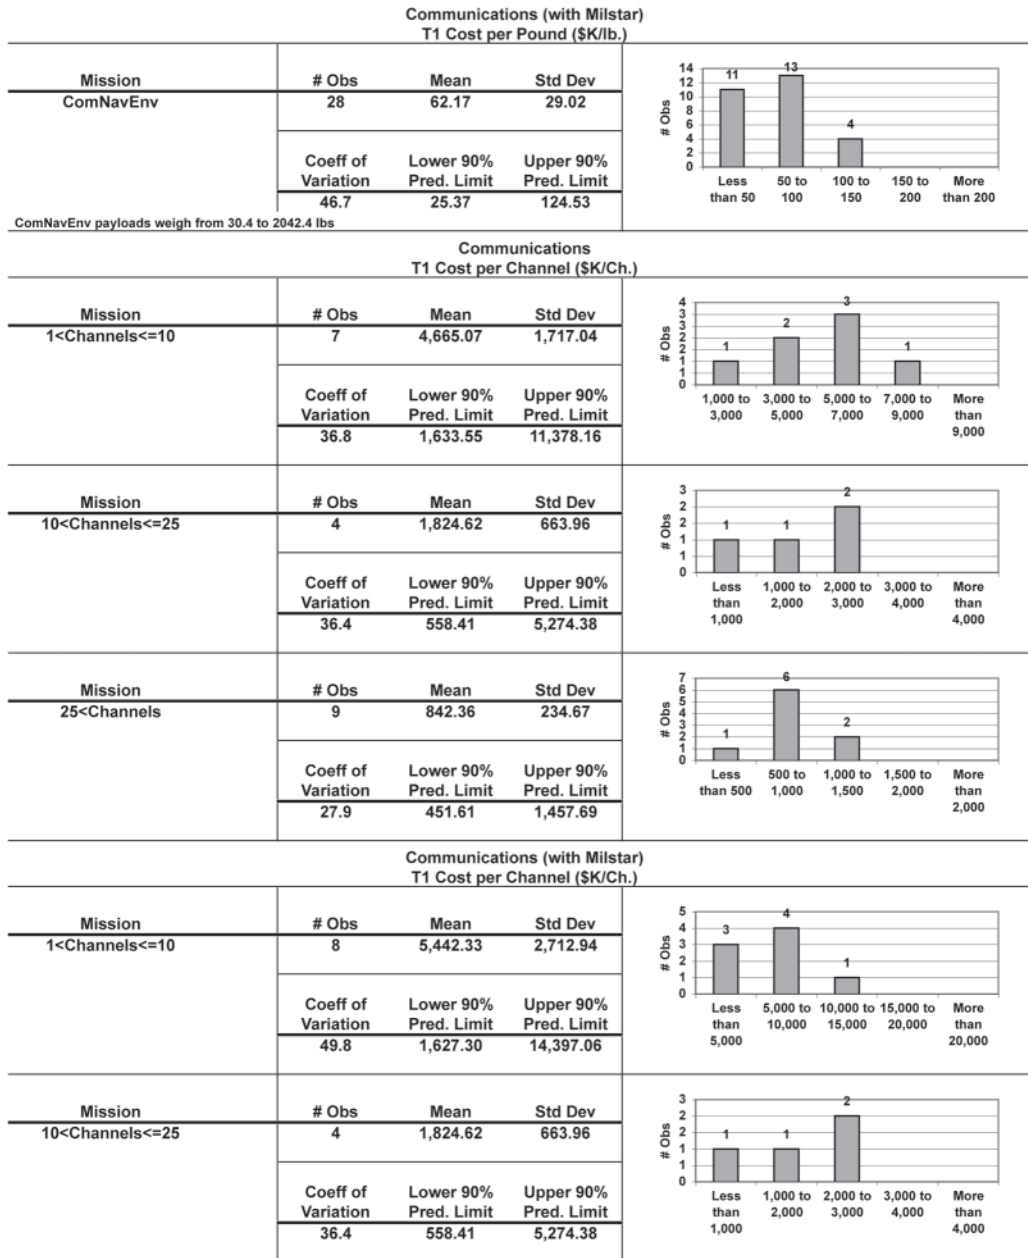 Communications (with Milstar)
T1 Cost per Pound ($K/lb.)
Mission # Obs Mean Std Dev
ComNavEnv 28 62.17 29.02
Coeff of Lower 90% Upper 90%
Variation Pred. Limit Pred. Limit
46.7 25.37 124.53
ComNavEnv payloads weigh from 30.4 to 2042.4 lbs
# Obs
14
12
10
8
6
4
2
0
11 13 4
Less 50 to 100 to 150 to More
than 50 100 150 200 than 200
Communications
T1 Cost per Channel ($K/Ch.)
Mission # Obs Mean Std Dev
1<Channels<=10 7 4,665.07 1,717.04
Coeff of Lower 90% Upper 90%
Variation Pred. Limit Pred. Limit
36.8 1,633.55 11,378.16
# Obs
4
3
3
2
2
1
1
0
1 2 3 1
1,000 to 3,000 to 5,000 to 7,000 to More
3,000 5,000 7,000 9,000 than
9,000
Mission # Obs Mean Std Dev
10<Channels<=25 4 1,824.62 663.96
Coeff of Lower 90% Upper 90%
Variation Pred. Limit Pred. Limit
36.4 558.41 5,274.38
# Obs
3
2
2
1
1
0
1 1 2
Less 1,000 to 2,000 to 3,000 to More
than 2,000 3,000 4,000 than
1,000 4,000
Mission # Obs Mean Std Dev
25<Channels 9 842.36 234.67
Coeff of Lower 90% Upper 90%
Variation Pred. Limit Pred. Limit
27.9 451.61 1,457.69
# Obs
7
6
5
4
3
2
1
0
1 6 2
Less 500 to 1,000 to 1,500 to More
than 500 1,000 1,500 2,000 than
2,000
Communications (with Milstar)
T1 Cost per Channel ($K/Ch.)
Mission # Obs Mean Std Dev
1<Channels<=10 8 5,442.33 2,712.94
Coeff of Lower 90% Upper 90%
Variation Pred. Limit Pred. Limit
49.8 1,627.30 14,397.06
# Obs
5
4
3
2
1
0
3 4 1
Less 5,000 to 10,000 to 15,000 to More
than 10,000 15,000 20,000 than
5,000 20,000
Mission # Obs Mean Std Dev
10<Channels<=25 4 1,824.62 663.96
Coeff of Lower 90% Upper 90%
Variation Pred. Limit Pred. Limit
36.4 558.41 5,274.38
# Obs
3
2
2
1
1
0
1 1 2
Less 1,000 to 2,000 to 3,000 to More
than 2,000 3,000 4,000 than
1,000 4,000